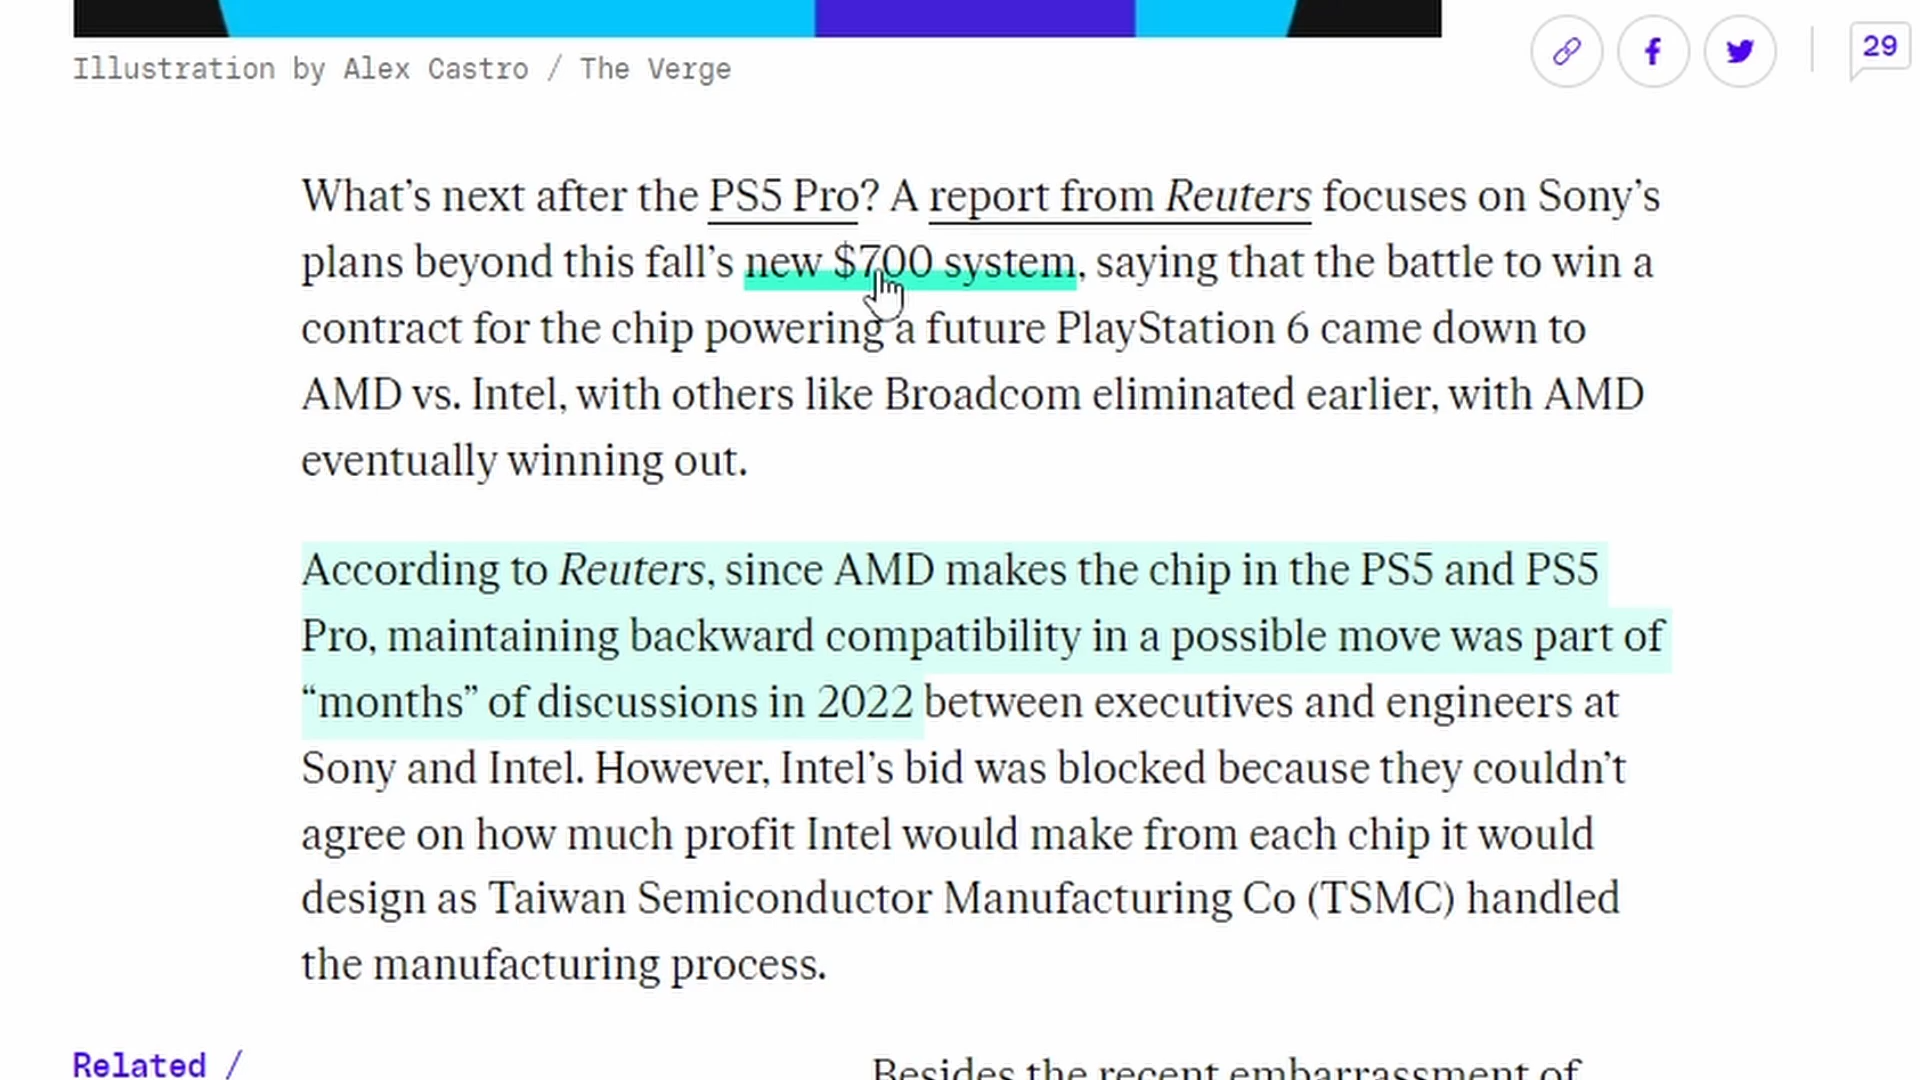 Illustration by Alex Castro / The Verge
29
What’s next after the PS5 Pro? A report from Reuters focuses on Sony’s
plans beyond this fall’s new $700 system, saying that the battle to win a
contract for the chip powering a future PlayStation 6 came down to
AMD vs. Intel, with others like Broadcom eliminated earlier, with AMD
eventually winning out.
According to Reuters, since AMD makes the chip in the PS5 and PS5
Pro, maintaining backward compatibility in a possible move was part of
“months” of discussions in 2022 between executives and engineers at
Sony and Intel. However, Intel’s bid was blocked because they couldn’t
agree on how much profit Intel would make from each chip it would
design as Taiwan Semiconductor Manufacturing Co (TSMC) handled
the manufacturing process.
Related /
Besides the recent embarrassment of